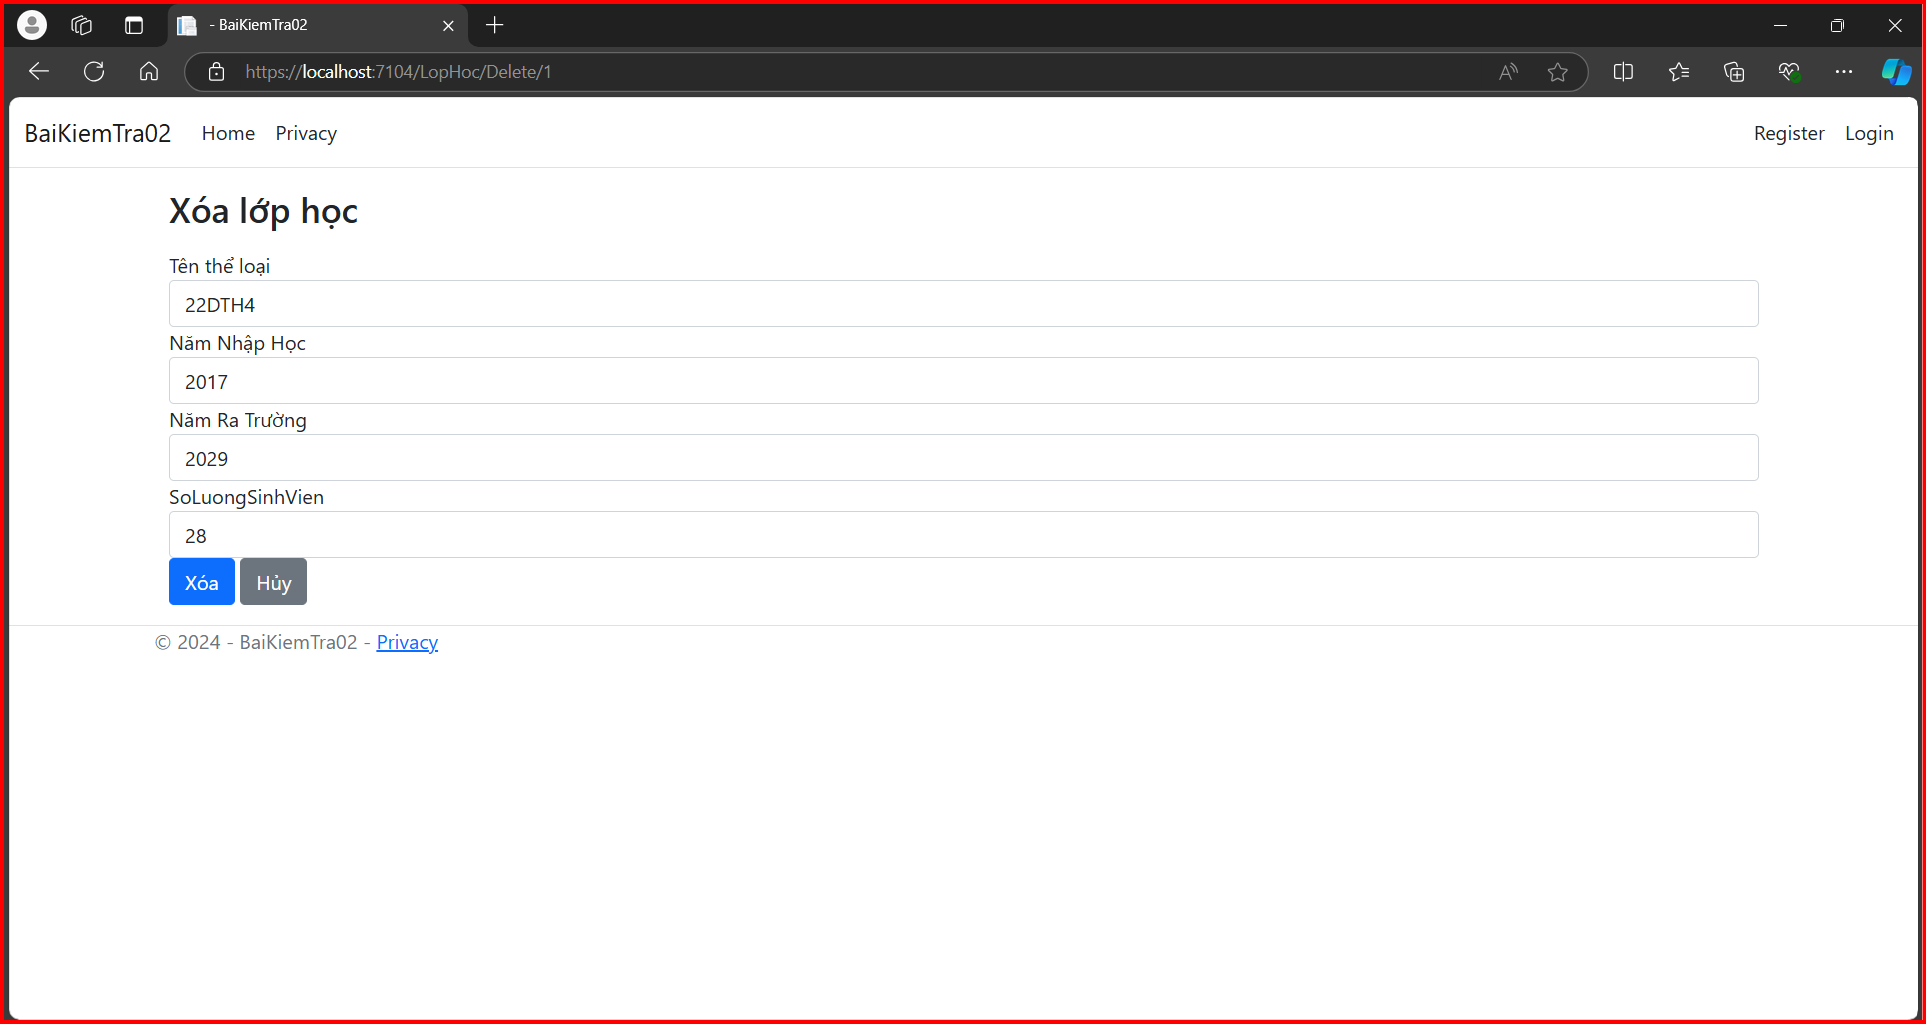 - BaiKiemTra02
https://localhost:7104/LopHoc/Delete/1
BaiKiemTra02 Home Privacy Register Login
Xóa lớp học
Tên thể loại
22DTH4
Năm Nhập Học
2017
Năm Ra Trường
2029
SoLuongSinhVien
28
Xóa Hủy
© 2024 - BaiKiemTra02 - Privacy